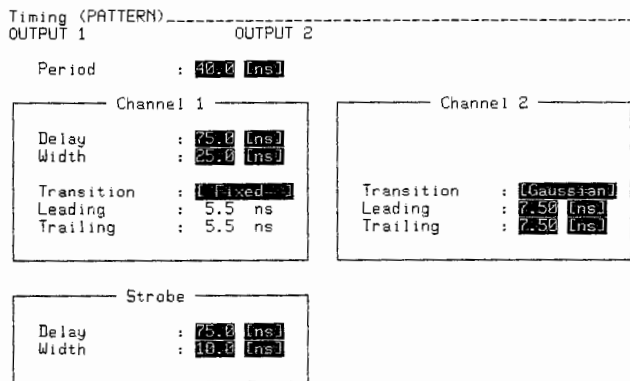 Timing (PATTERN)
OUTPUT 1 OUTPUT 2
Period : 40.0 [ns]
Channel 1
Delay : 75.0 [ns]
Width : 25.0 [ns]
Transition : [ Fixed ]
Leading : 5.5 ns
Trailing : 5.5 ns
Channel 2
Transition : [Gaussian]
Leading : 7.50 [ns]
Trailing : 7.50 [ns]
Strobe
Delay : 75.0 [ns]
Width : 10.0 [ns]